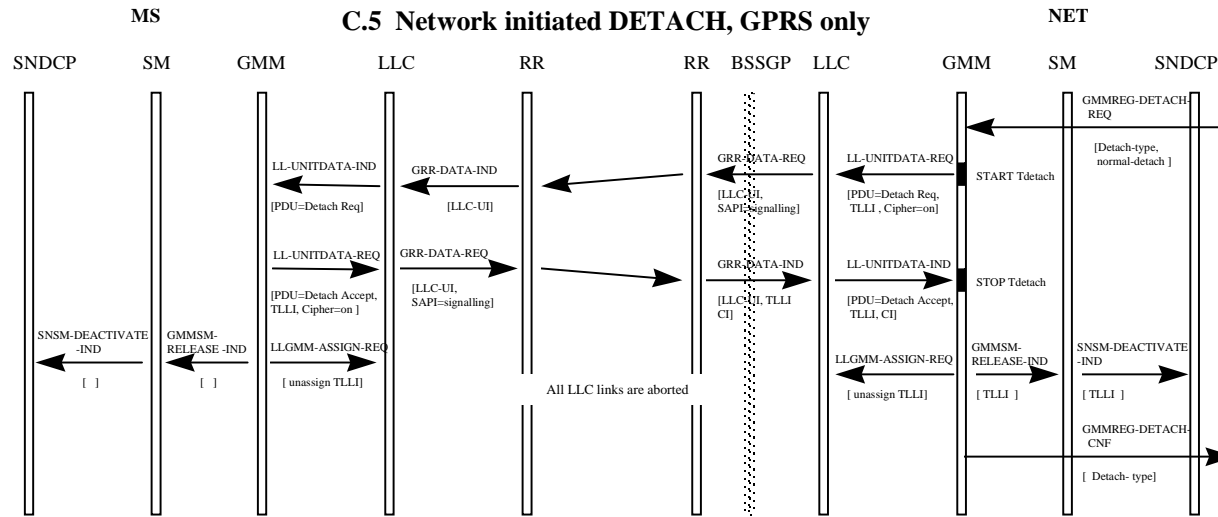 MS
C.5 Network initiated DETACH, GPRS only
NET
SNDCP SM GMM LLC RR RR BSSGP LLC GMM SM SNDCP
GMMREG-DETACH-
REQ
[Detach-type,
normal-detach ]
LL-UNITDATA-IND
GRR-DATA-IND
GRR-DATA-REQ
LL-UNITDATA-REQ
START Tdetach
[PDU=Detach Req]
[LLC-UI]
[LLC-UI,
SAPI=signalling]
[PDU=Detach Req,
TLLI , Cipher=on]
LL-UNITDATA-REQ
GRR-DATA-REQ
GRR-DATA-IND
LL-UNITDATA-IND
STOP Tdetach
[PDU=Detach Accept,
TLLI, Cipher=on ]
[LLC-UI,
SAPI=signalling]
[LLC-UI, TLLI
CI]
[PDU=Detach Accept,
TLLI, CI]
SNSM-DEACTIVATE
-IND
GMMSM-
RELEASE -IND
LLGMM-ASSIGN-REQ
LLGMM-ASSIGN-REQ
GMMSM-
RELEASE-IND
SNSM-DEACTIVATE
-IND
[ ]
[ ]
[ unassign TLLI]
All LLC links are aborted
[ unassign TLLI]
[ TLLI ]
[ TLLI ]
GMMREG-DETACH-
CNF
[ Detach- type]